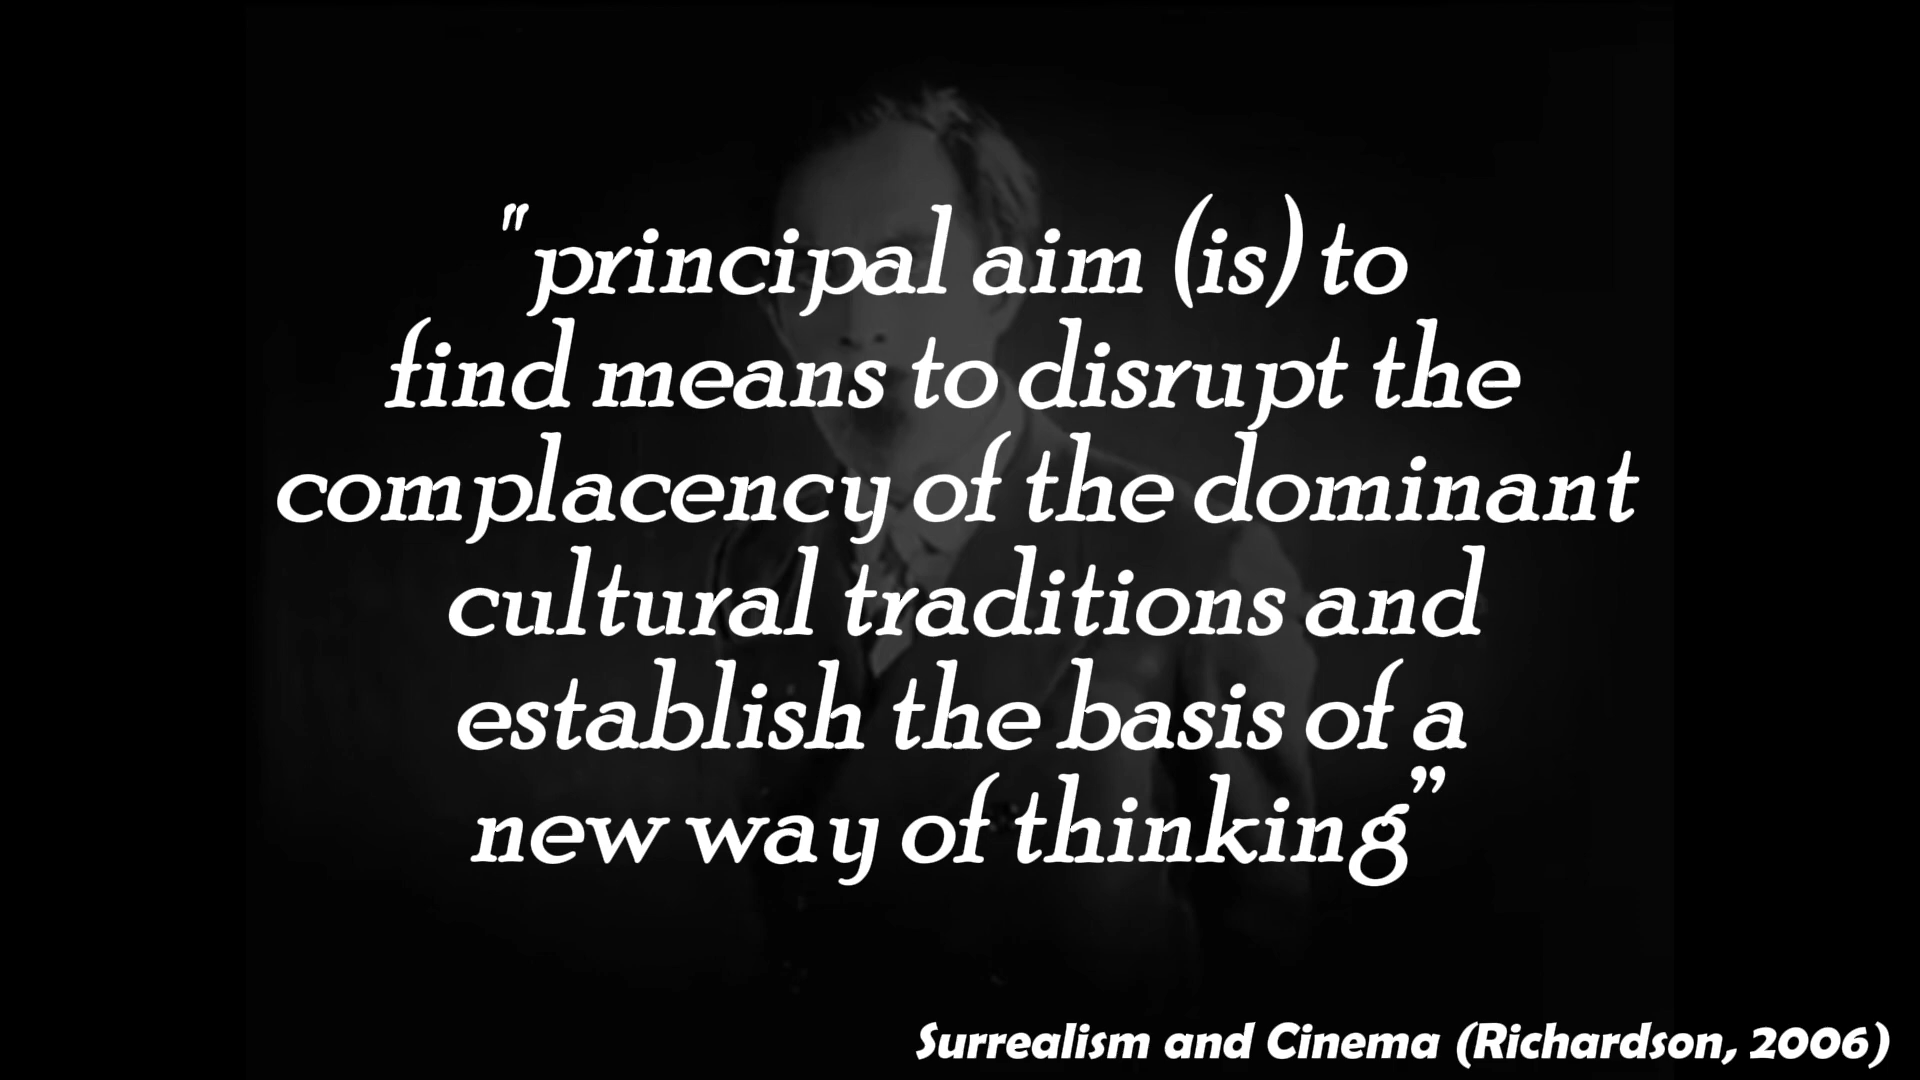 "principal aim (is) to
find means to disrupt the
complacency of the dominant
cultural traditions and
establish the basis of a
new way of thinking”
Surrealism and Cinema (Richardson, 2006)